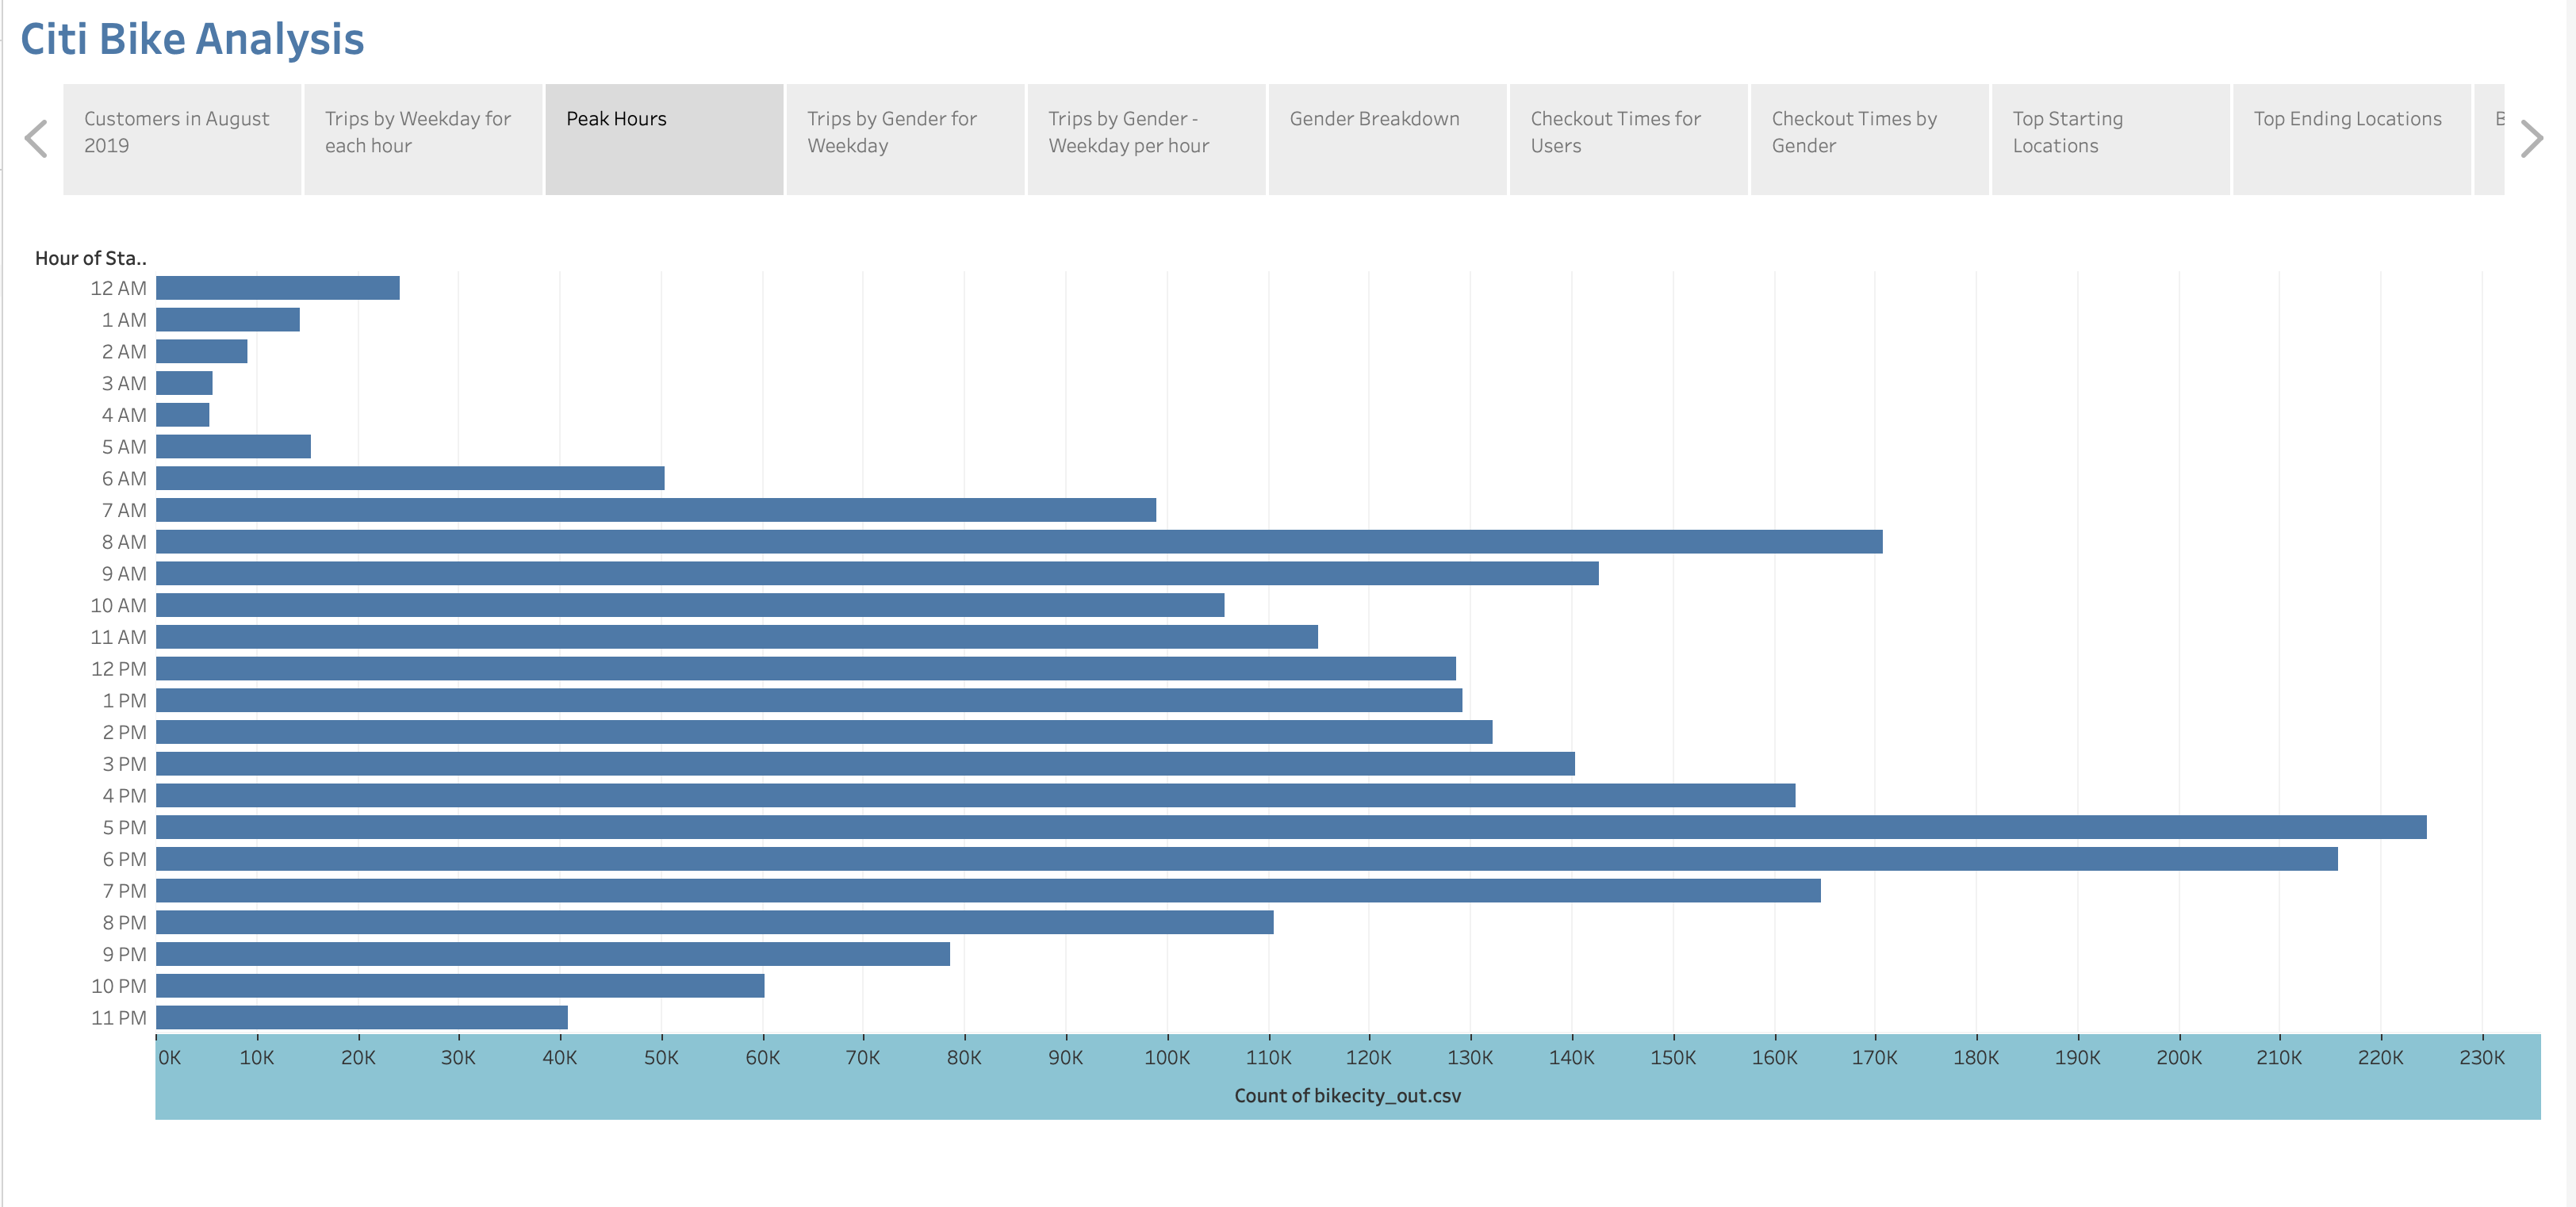 Citi Bike Analysis
Customers in August
2019
Trips by Weekday for
each hour
Peak Hours
Trips by Gender for
Weekday
Trips by Gender -
Weekday per hour
Gender Breakdown
Checkout Times for
Users
Checkout Times by
Gender
Top Starting
Locations
Top Ending Locations
B
Hour of Sta..
12 AM
1 AM
2 AM
3 AM
4 AM
5 AM
6 AM
7 AM
8 AM
9 AM
10 AM
11 AM
12 PM
1 PM
2 PM
3 PM
4 PM
5 PM
6 PM
7 PM
8 PM
9 PM
10 PM
11 PM
0K 10K 20K 30K 40K 50K 60K 70K 80K 90K 100K 110K 120K 130K 140K 150K 160K 170K 180K 190K 200K 210K 220K 230K
Count of bikecity_out.csv